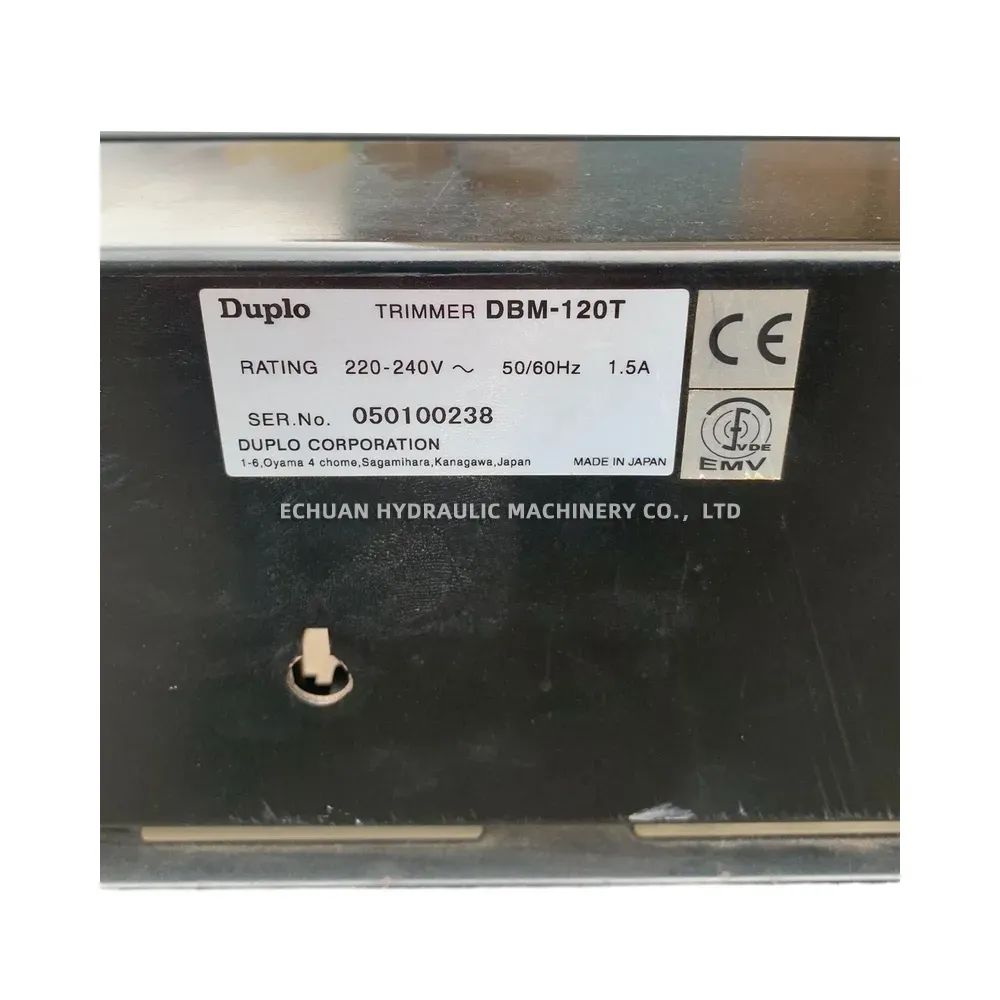 Duplo TRIMMER DBM-120T
RATING 220-240V ~ 50/60Hz 1.5A
SER.No. 050100238
DUPLO CORPORATION
1-6,Oyama 4 chome,Sagamihara,Kanagawa,Japan MADE IN JAPAN
CE
VDE
EMV
ECHUAN HYDRAULIC MACHINERY CO., LTD